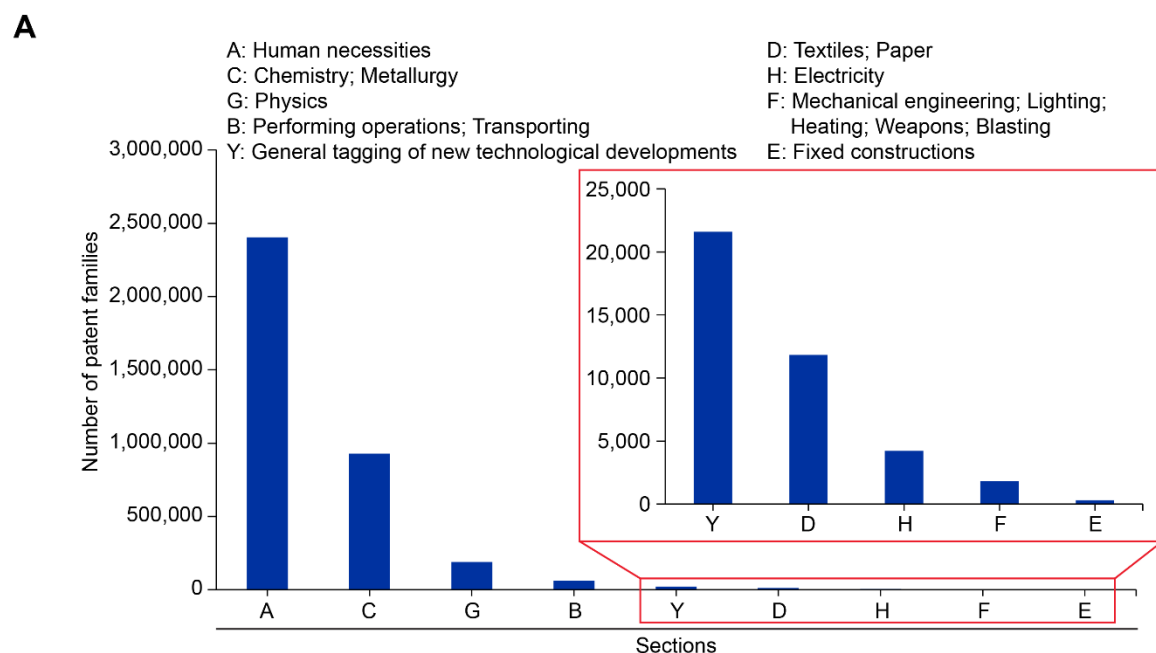 A
A: Human necessities
C: Chemistry; Metallurgy
G: Physics
B: Performing operations; Transporting
Y: General tagging of new technological developments
D: Textiles; Paper
H: Electricity
F: Mechanical engineering; Lighting;
Heating; Weapons; Blasting
E: Fixed constructions
Number of patent families
3,000,000
2,500,000
2,000,000
1,500,000
1,000,000
500,000
0
25,000
20,000
15,000
10,000
5,000
0
Y D H F E
A C G B Y D H F E
Sections